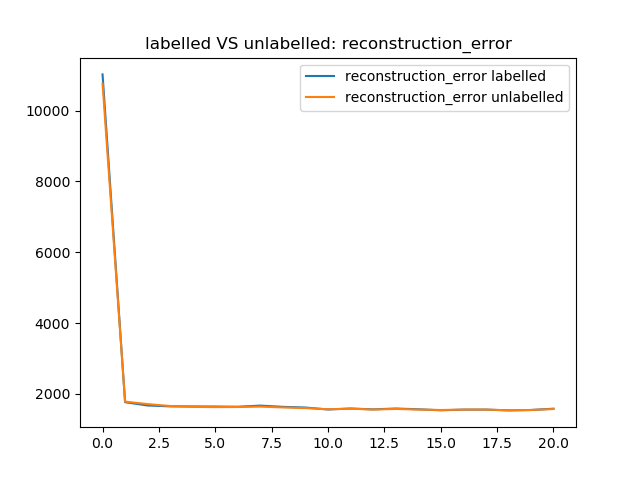 labelled VS unlabelled: reconstruction_error
reconstruction_error labelled
reconstruction_error unlabelled
10000
8000
6000
4000
2000
0.0 2.5 5.0 7.5 10.0 12.5 15.0 17.5 20.0